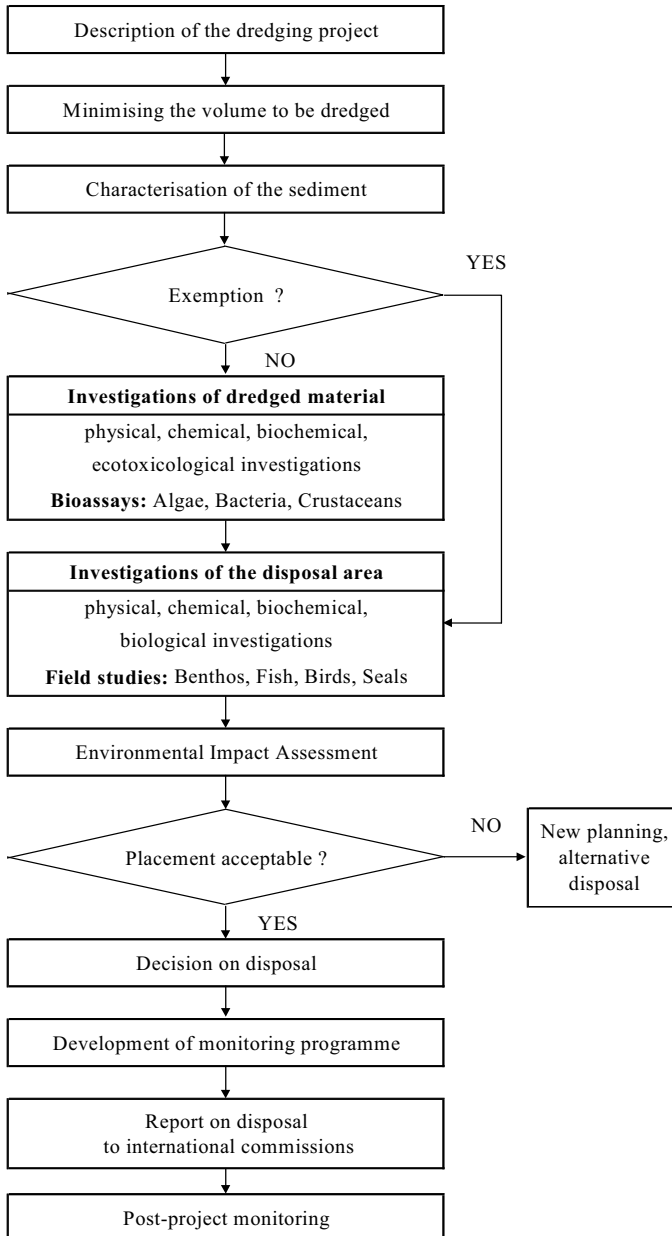 Description of the dredging project
Minimising the volume to be dredged
Characterisation of the sediment
YES
Exemption ?
NO
Investigations of dredged material
physical, chemical, biochemical,
ecotoxicological investigations
Bioassays: Algae, Bacteria, Crustaceans
Investigations of the disposal area
physical, chemical, biochemical,
biological investigations
Field studies: Benthos, Fish, Birds, Seals
Environmental Impact Assessment
Placement acceptable ?
NO
New planning,
alternative
disposal
YES
Decision on disposal
Development of monitoring programme
Report on disposal
to international commissions
Post-project monitoring